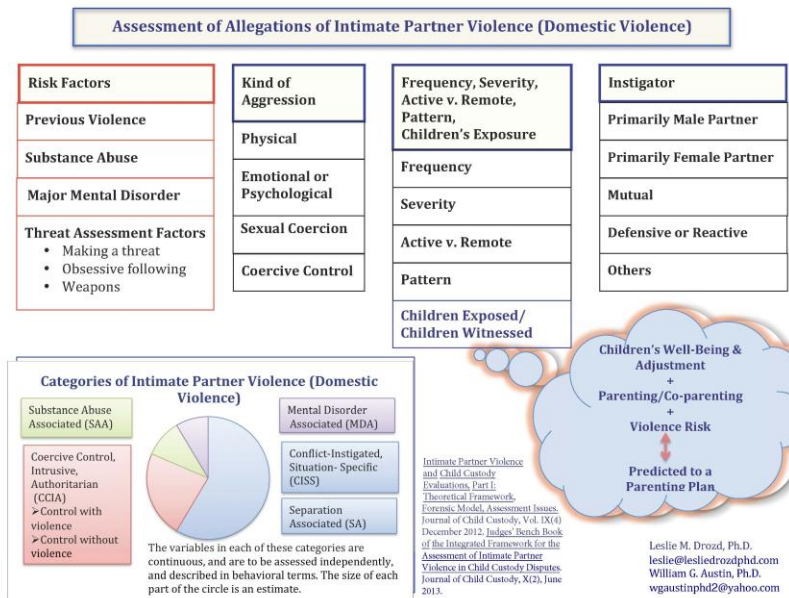 Assessment of Allegations of Intimate Partner Violence (Domestic Violence)
Risk Factors
Previous Violence
Substance Abuse
Major Mental Disorder
Threat Assessment Factors
• Making a threat
• Obsessive following
• Weapons
Kind of
Aggression
Physical
Emotional or
Psychological
Sexual Coercion
Coercive Control
Frequency, Severity,
Active v. Remote,
Pattern,
Children's Exposure
Frequency
Severity
Active v. Remote
Pattern
Children Exposed/
Children Witnessed
Instigator
Primarily Male Partner
Primarily Female Partner
Mutual
Defensive or Reactive
Others
Children's Well-Being &
Adjustment
+
Parenting/Co-parenting
+
Violence Risk
Predicted to a
Parenting Plan
Categories of Intimate Partner Violence (Domestic
Violence)
Substance Abuse
Associated (SAA)
Coercive Control,
Intrusive,
Authoritarian
(CCIA)
➢Control with
violence
➢Control without
violence
Mental Disorder
Associated (MDA)
Conflict-Instigated,
Situation- Specific
(CISS)
Separation
Associated (SA)
The variables in each of these categories are
continuous, and are to be assessed independently,
and described in behavioral terms. The size of each
part of the circle is an estimate.
Intimate Partner Violence
and Child Custody
Evaluations, Part I:
Theoretical Framework,
Forensic Model, Assessment Issues.
Journal of Child Custody, Vol. IX(4)
December 2012. Judges' Bench Book
of the Integrated Framework for the
Assessment of Intimate Partner
Violence in Child Custody Disputes.
Journal of Child Custody, X(2), June
2013.
Leslie M. Drozd, Ph.D.
leslie@lesliedrozdphd.com
William G. Austin, Ph.D.
wgaustinphd2@yahoo.com